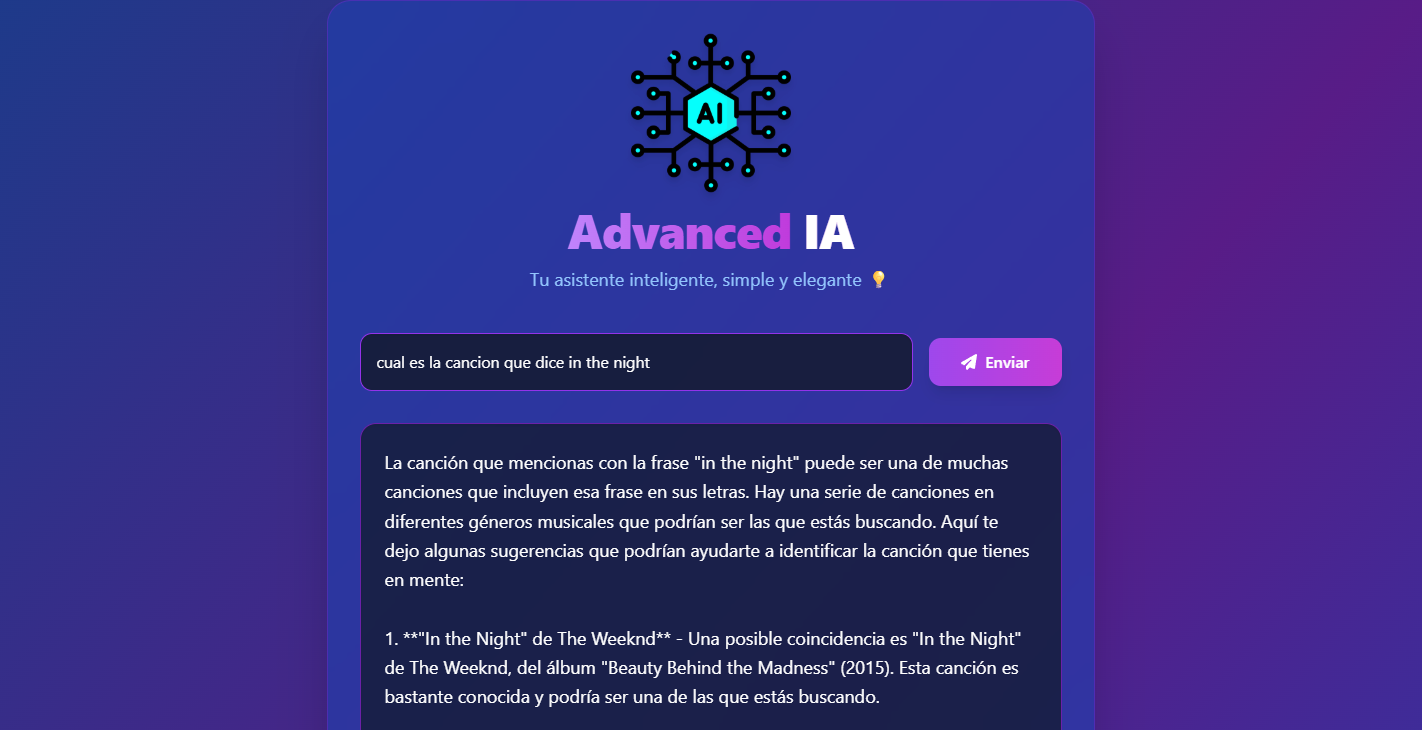 AI
Advanced IA
Tu asistente inteligente, simple y elegante 💡
cual es la cancion que dice in the night
Enviar
La canción que mencionas con la frase "in the night" puede ser una de muchas
canciones que incluyen esa frase en sus letras. Hay una serie de canciones en
diferentes géneros musicales que podrían ser las que estás buscando. Aquí te
dejo algunas sugerencias que podrían ayudarte a identificar la canción que tienes
en mente:
1. **"In the Night" de The Weeknd** - Una posible coincidencia es "In the Night"
de The Weeknd, del álbum "Beauty Behind the Madness" (2015). Esta canción es
bastante conocida y podría ser una de las que estás buscando.